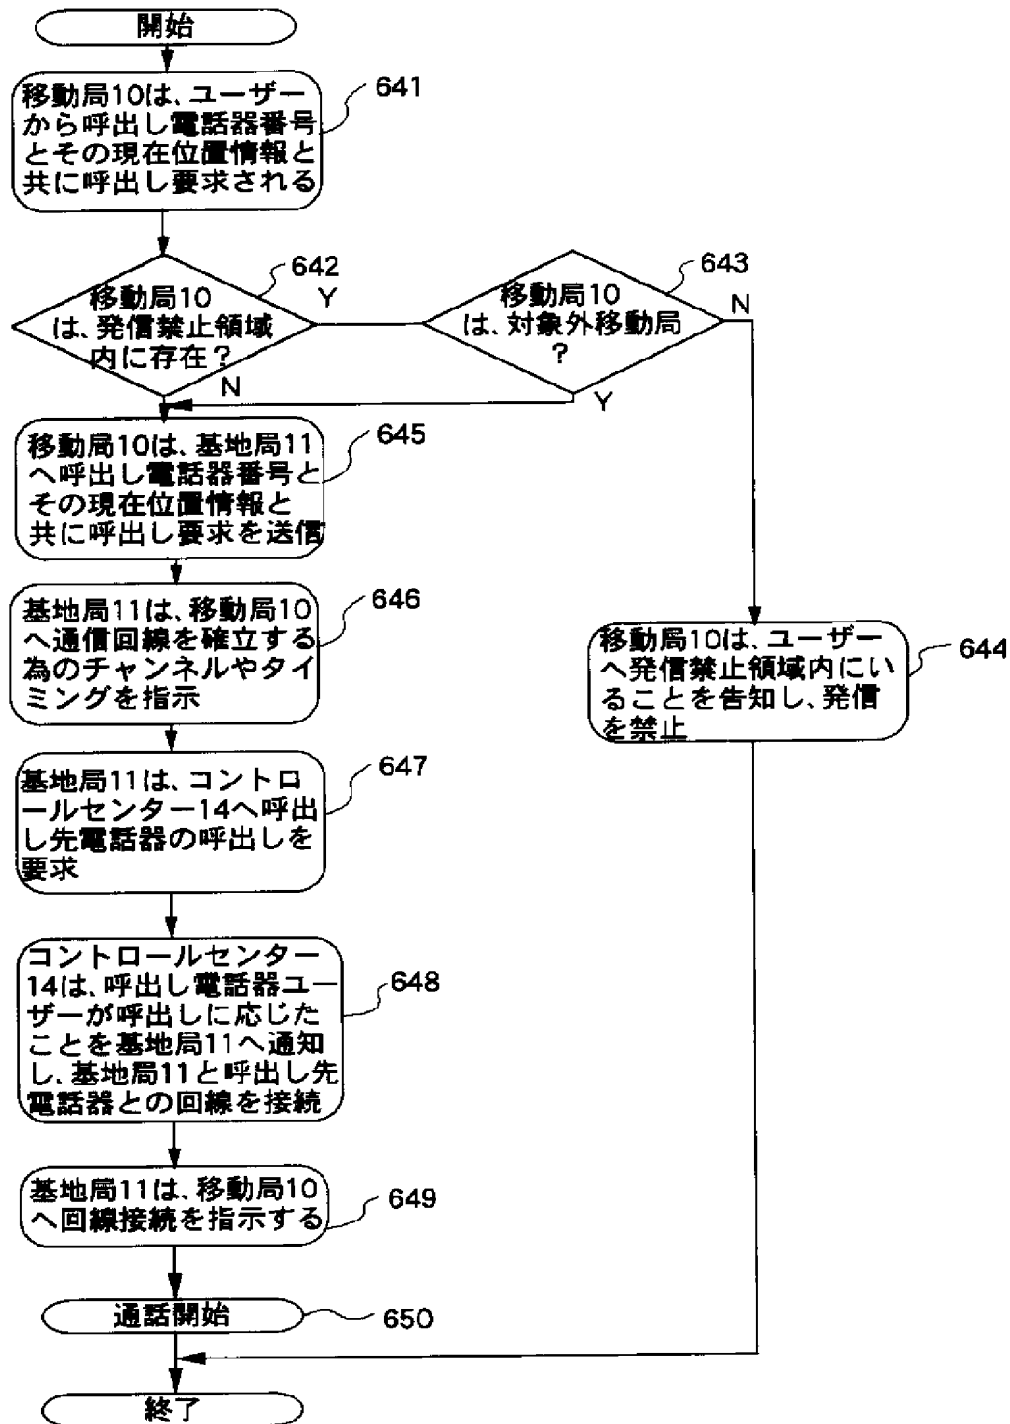 開始
移動局10は、ユーザー
から呼出し電話器番号
とその現在位置情報と
共に呼出し要求される
641
移動局10
は、発信禁止領域
内に存在?
642
Y
N
移動局10
は、対象外移動局
?
643
N
Y
移動局10は、基地局11
へ呼出し電話器番号と
その現在位置情報と
共に呼出し要求を送信
645
基地局11は、移動局10
へ通信回線を確立する
為のチャンネルやタイ
ミングを指示
646
移動局10は、ユーザー
へ発信禁止領域内にい
ることを告知し、発信
を禁止
644
基地局11は、コントロ
ールセンター14へ呼出
し先電話器の呼出しを
要求
647
コントロールセンター
14は、呼出し電話器ユー
ザーが呼出しに応じた
ことを基地局11へ通知
し、基地局11と呼出し先
電話器との回線を接続
648
基地局11は、移動局10
へ回線接続を指示する
649
通話開始
650
終了